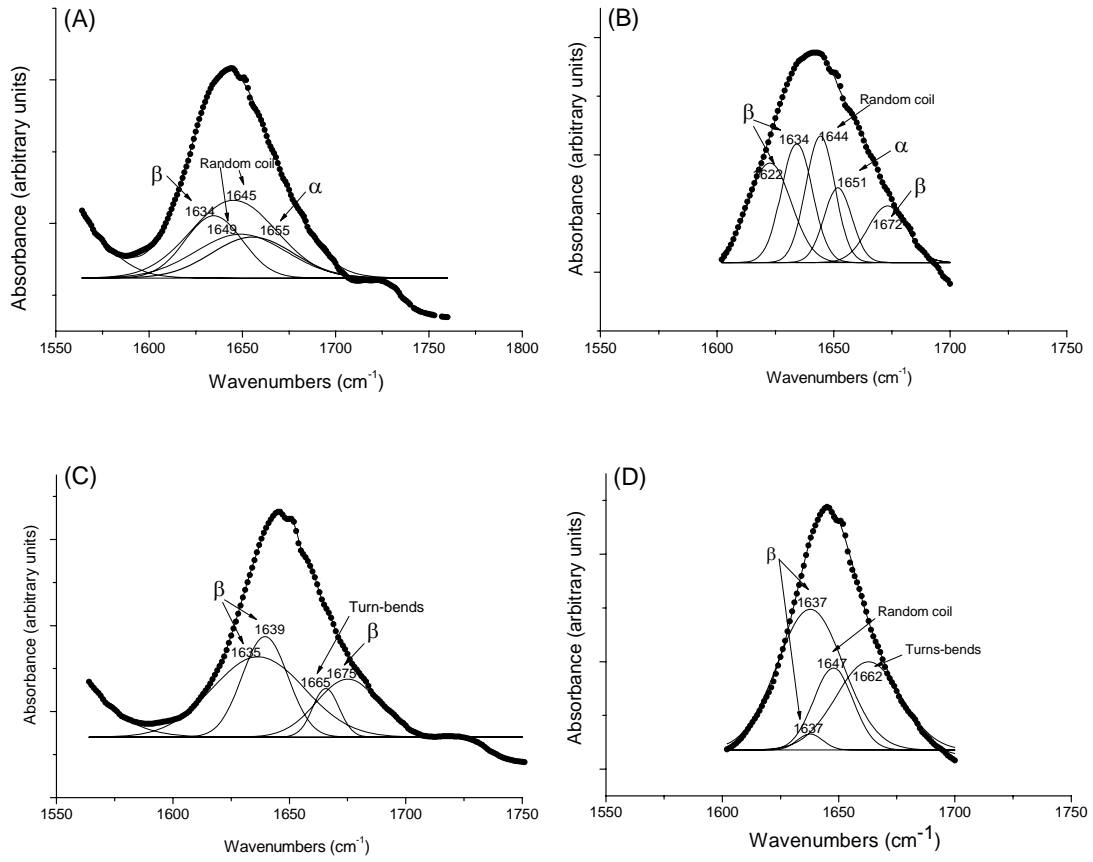 (A)
Absorbance (arbitrary units)
β
Random coil
α
1645
1634
1649
1655
1550 1600 1650 1700 1750 1800
Wavenumbers (cm-1)
(B)
Absorbance (arbitrary units)
Random coil
β
1634
1644
α
1622
1651
β
1672
1550 1600 1650 1700 1750
Wavenumbers (cm-1)
(C)
Absorbance (arbitrary units)
β
Turn-bends
1639
β
1635
1665
1675
1550 1600 1650 1700 1750
Wavenumbers (cm-1)
(D)
Absorbance (arbitrary units)
β
1637
Random coil
Turns-bends
1647
1662
1637
1550 1600 1650 1700 1750
Wavenumbers (cm-1)